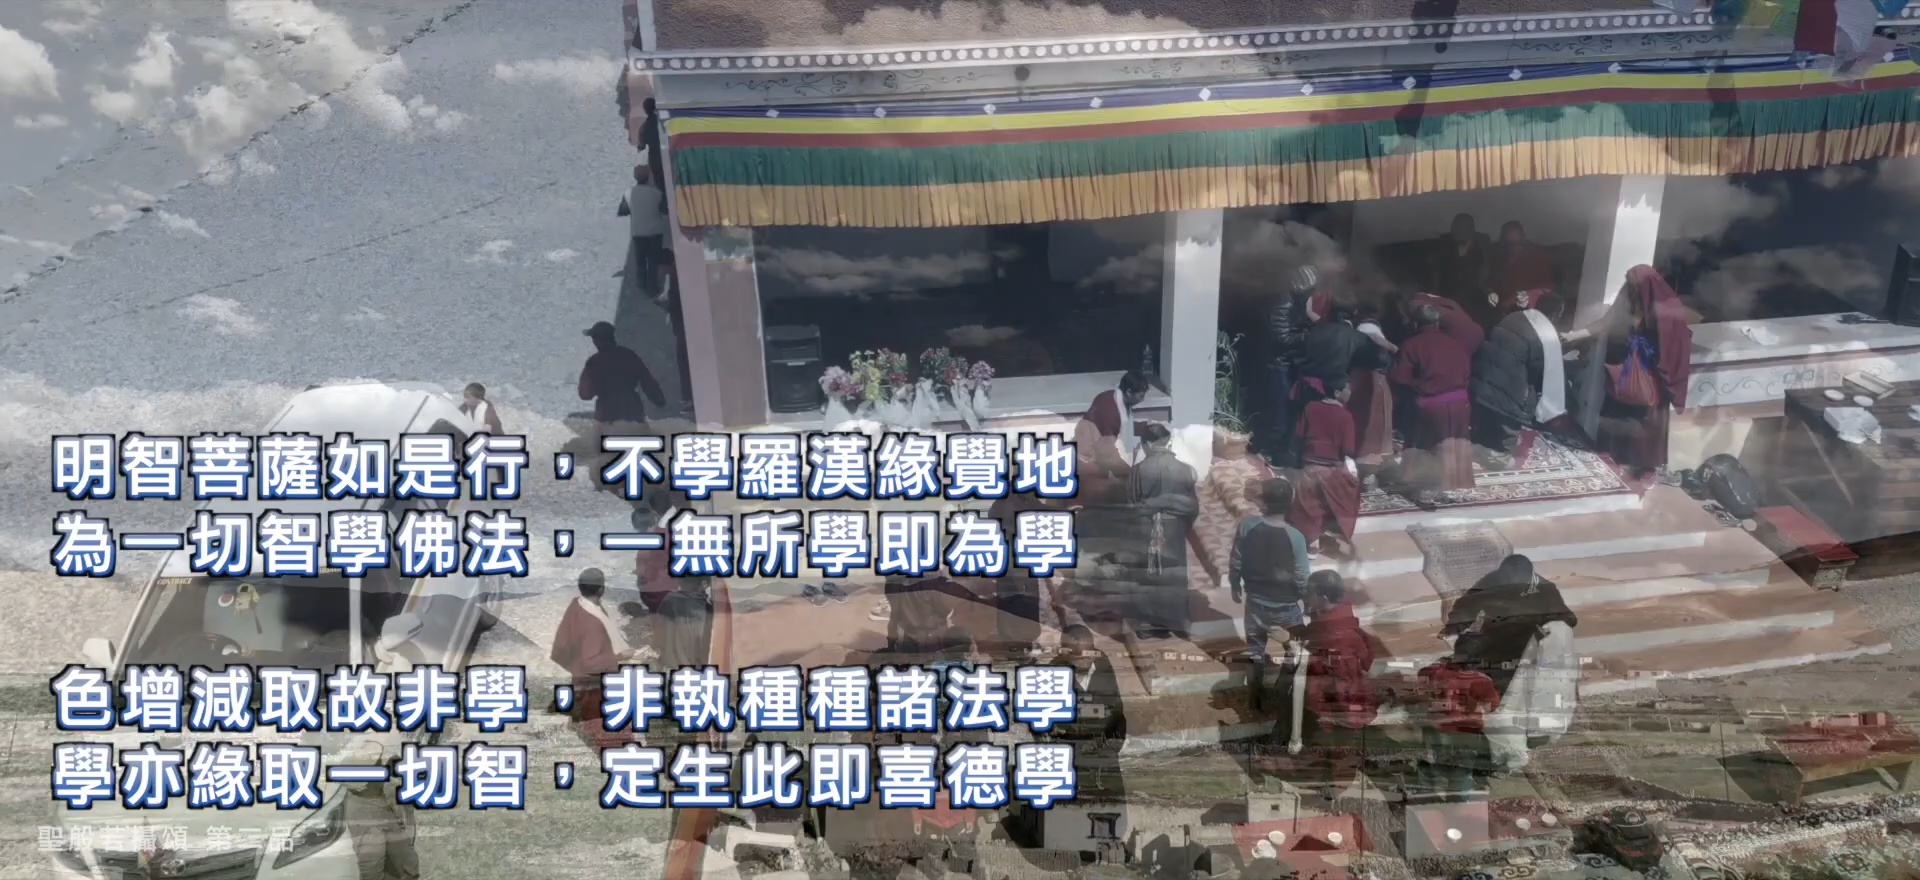 明智菩薩如是行，不學羅漢緣覺地
為一切智學佛法，一無所學即為學
色增減取故非學，非執種種諸法學
學亦緣取一切智，定生此即喜德學
聖般若攝頌 第二品
CONTRACT